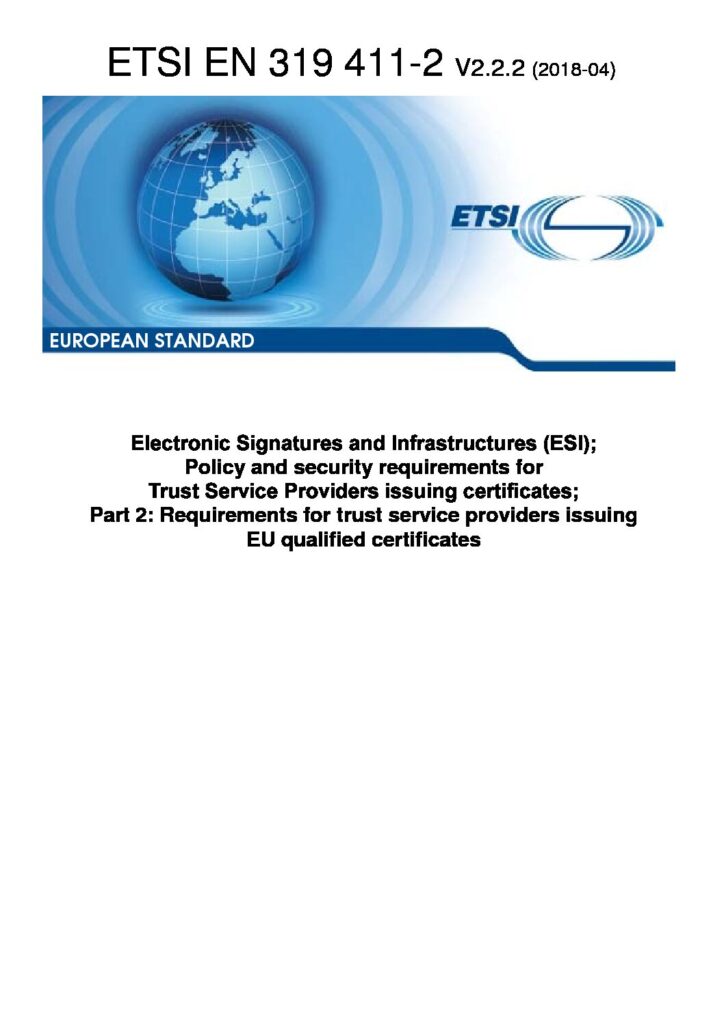 ETSI EN 319 411-2 V2.2.2 (2018-04)
ETSI
EUROPEAN STANDARD
Electronic Signatures and Infrastructures (ESI);
Policy and security requirements for
Trust Service Providers issuing certificates;
Part 2: Requirements for trust service providers issuing
EU qualified certificates